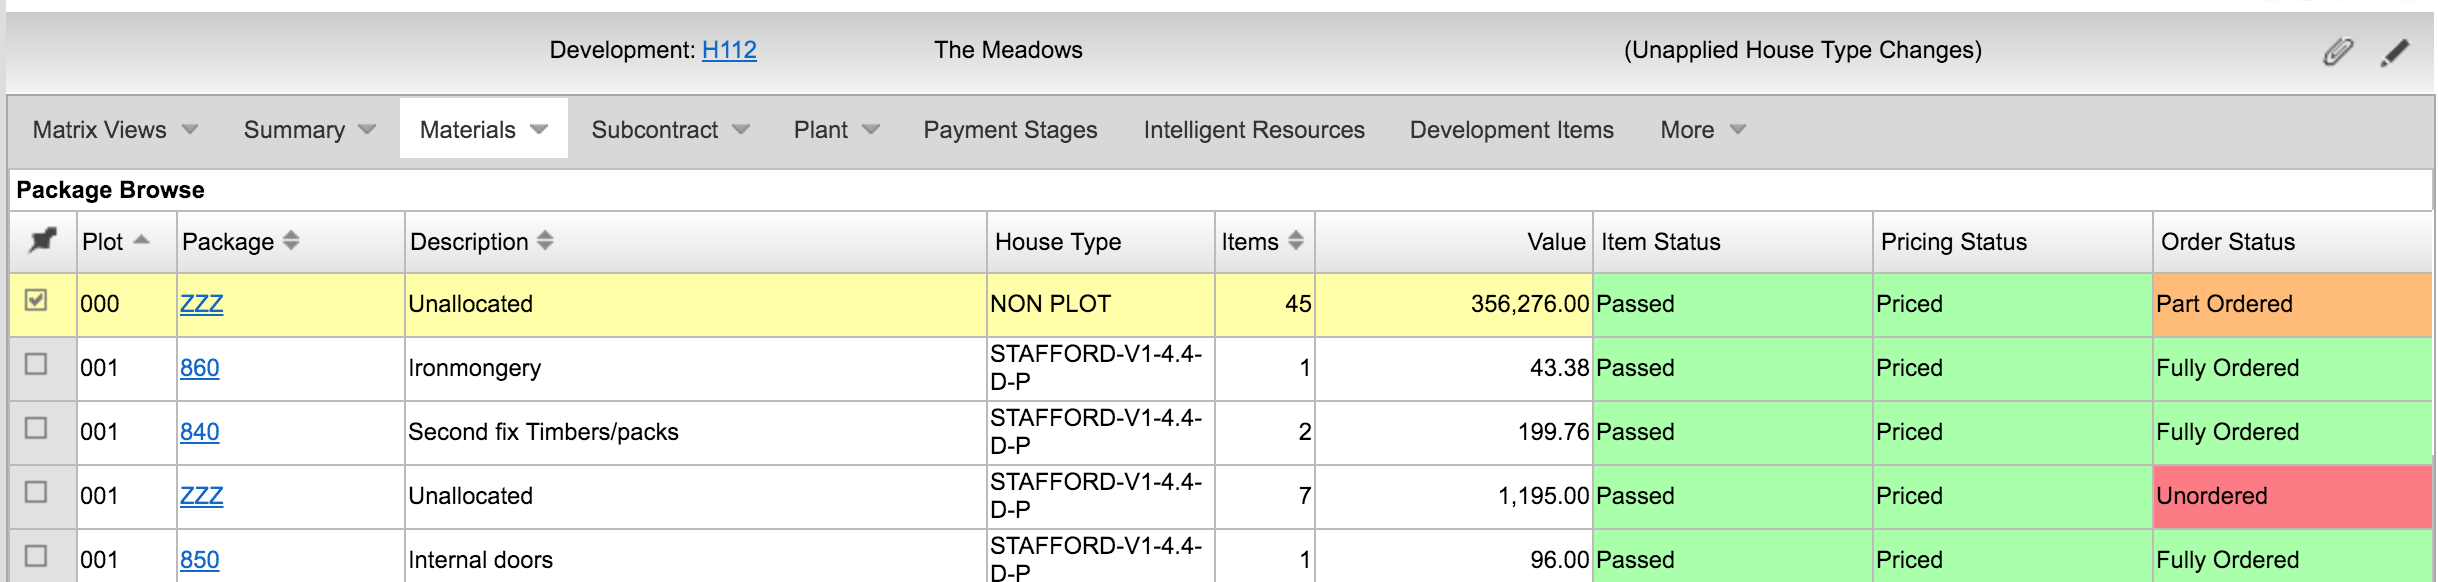 Development: H112 The Meadows (Unapplied House Type Changes)
Matrix Views Summary Materials Subcontract Plant Payment Stages Intelligent Resources Development Items More
Package Browse
Plot Package Description House Type Items Value Item Status Pricing Status Order Status
000 ZZZ Unallocated NON PLOT 45 356,276.00 Passed Priced Part Ordered
001 860 Ironmongery STAFFORD-V1-4.4-
D-P 1 43.38 Passed Priced Fully Ordered
001 840 Second fix Timbers/packs STAFFORD-V1-4.4-
D-P 2 199.76 Passed Priced Fully Ordered
001 ZZZ Unallocated STAFFORD-V1-4.4-
D-P 7 1,195.00 Passed Priced Unordered
001 850 Internal doors STAFFORD-V1-4.4-
D-P 1 96.00 Passed Priced Fully Ordered